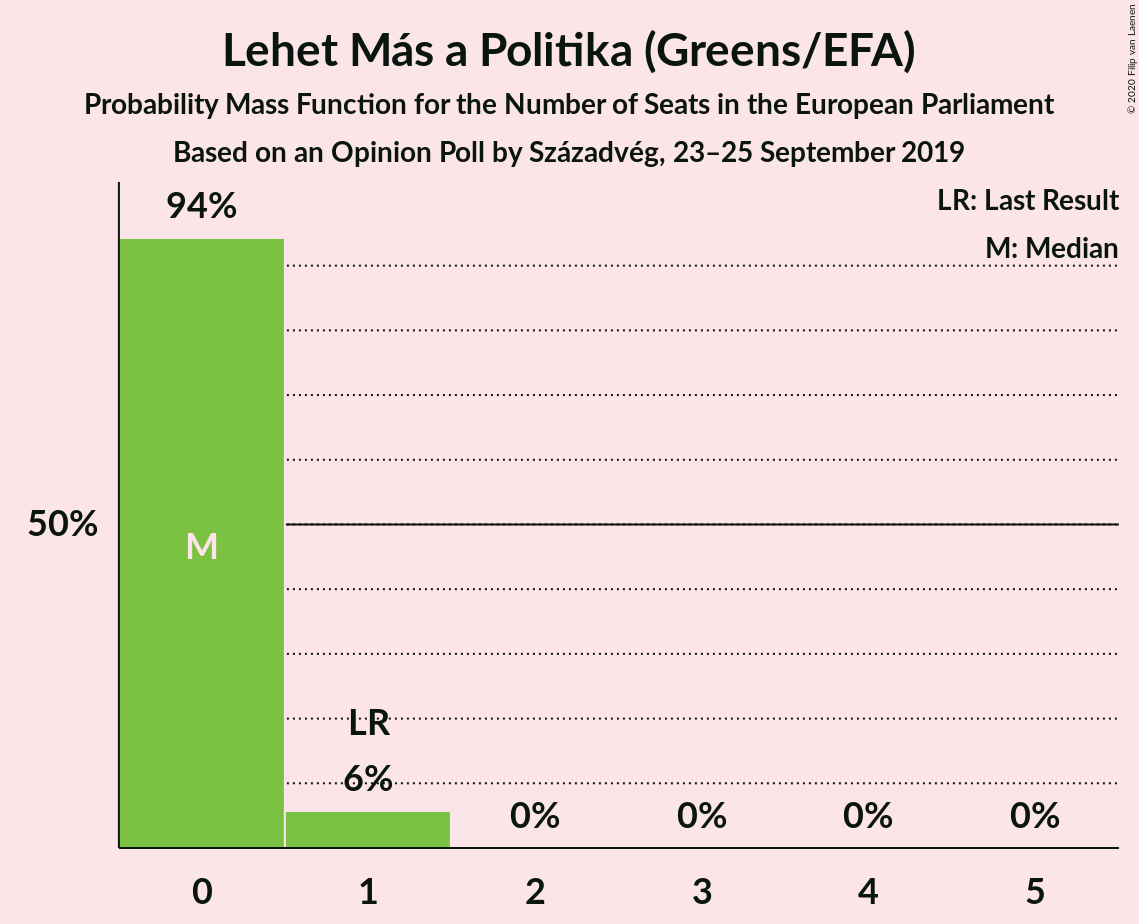 Lehet Más a Politika (Greens/EFA)
Probability Mass Function for the Number of Seats in the European Parliament
Based on an Opinion Poll by Századvég, 23–25 September 2019
© 2020 Filip van Laenen
LR: Last Result
M: Median
94%
50%
M
LR
6%
0%
0%
0%
0%
0
1
2
3
4
5